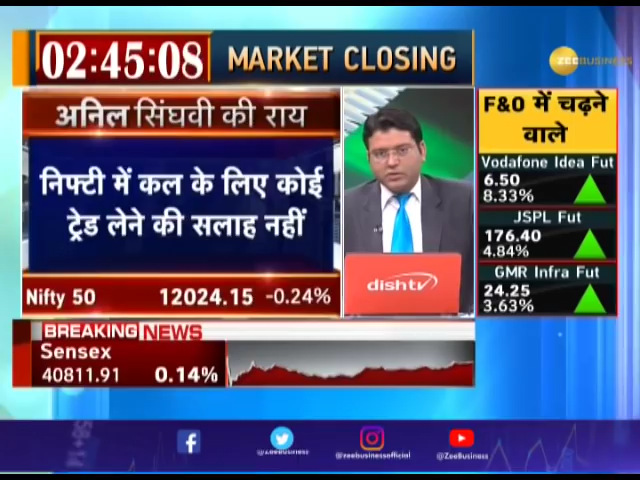 02:45:08 MARKET CLOSING
ZEEBUSINESS
अनिल सिंघवी की राय
निफ्टी में कल के लिए कोई
ट्रेड लेने की सलाह नहीं
Nifty 50 12024.15 -0.24%
dishtv
F&O में चढ़ने
वाले
Vodafone Idea Fut
6.50
8.33%
JSPL Fut
176.40
4.84%
GMR Infra Fut
24.25
3.63%
BREAKING NEWS
Sensex
40811.91 0.14%
@ZeeBusiness
@zeebusinessofficial
@ZeeBusiness